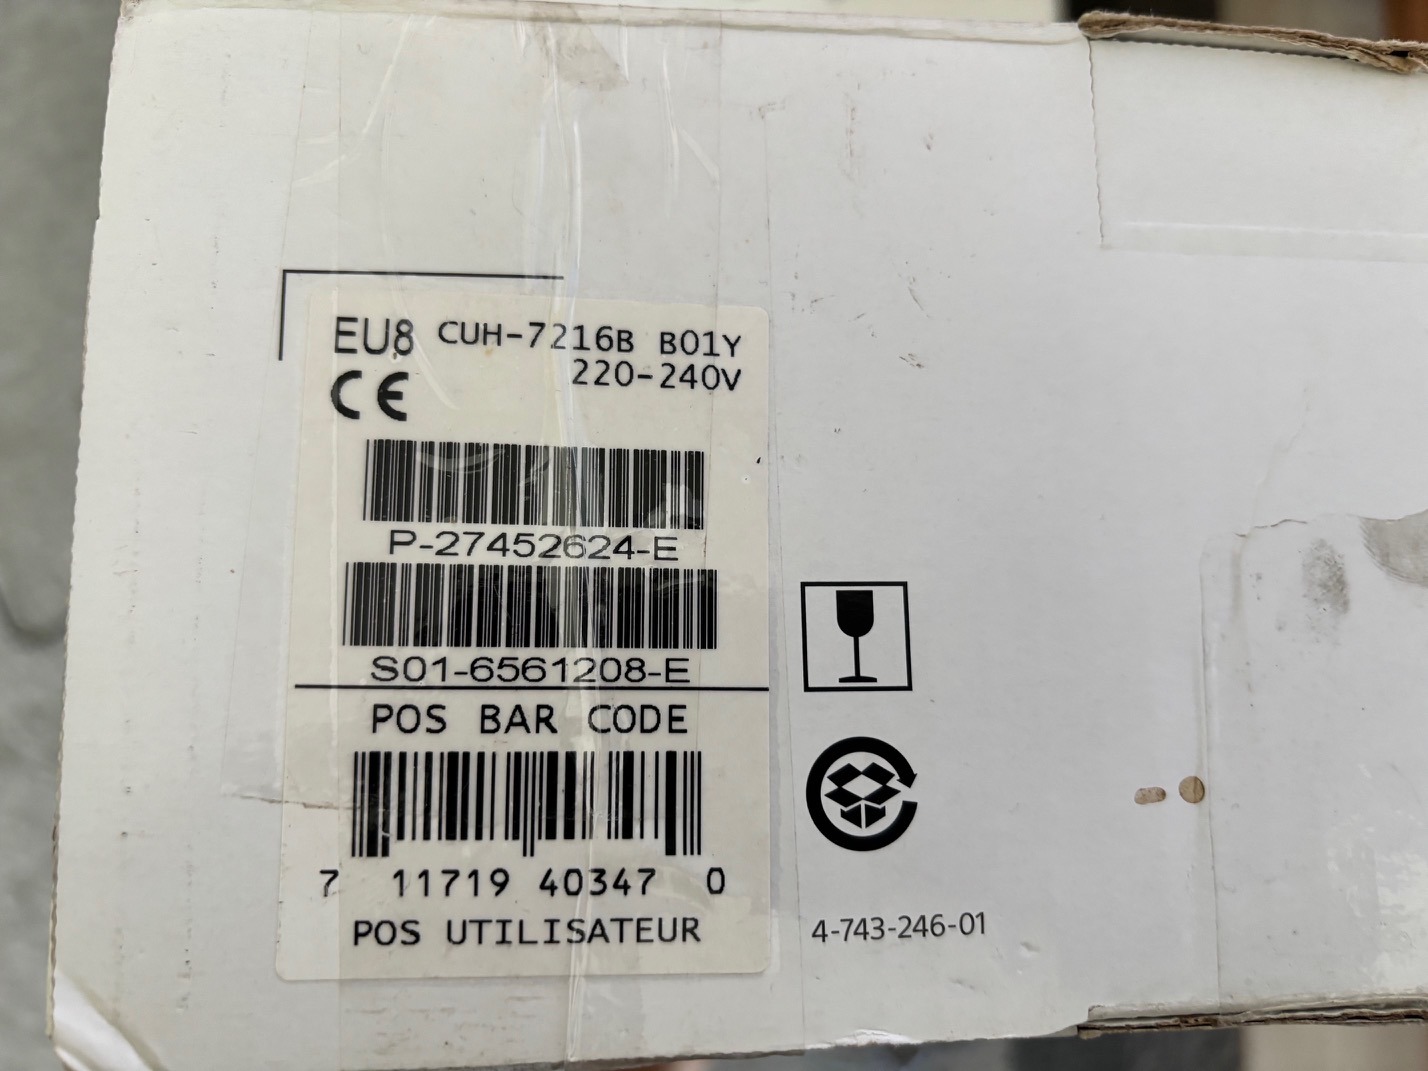 EU8 CUH-7216B B01Y
CE 220-240V
P-27452624-E
S01-6561208-E
POS BAR CODE
7 11719 40347 0
POS UTILISATEUR
4-743-246-01